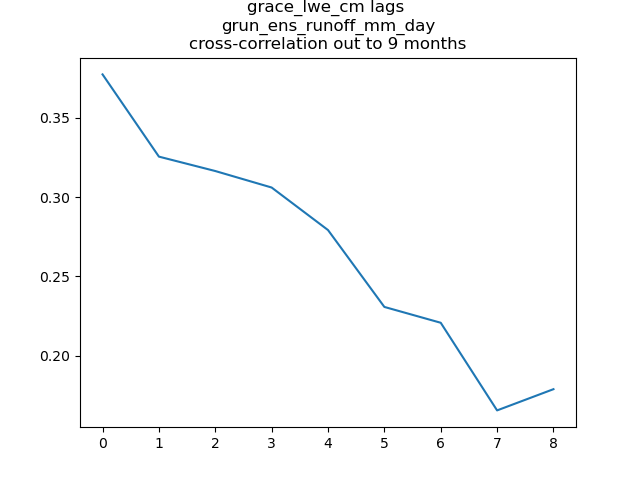 grace_lwe_cm lags
grun_ens_runoff_mm_day
cross-correlation out to 9 months
0.35
0.30
0.25
0.20
0 1 2 3 4 5 6 7 8